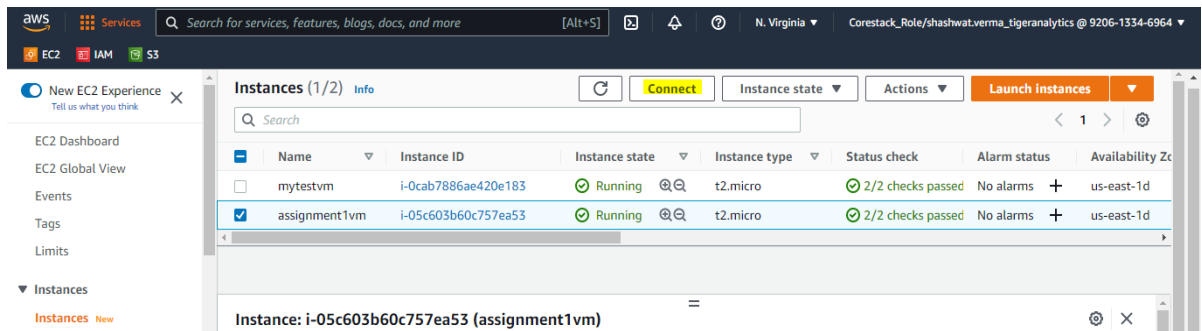 aws Services Search for services, features, blogs, docs, and more [Alt+S] N. Virginia ▼ Corestack_Role/shashwat.verma_tigeranalytics @ 9206-1334-6964 ▼
EC2 IAM S3
New EC2 Experience
Tell us what you think
EC2 Dashboard
EC2 Global View
Events
Tags
Limits
▼ Instances
Instances New
Instances (1/2) Info Connect Instance state ▼ Actions ▼ Launch instances ▼
Search < 1 >
Name Instance ID Instance state Instance type Status check Alarm status Availability Zo
mytestvm i-0cab7886ae420e183 Running t2.micro 2/2 checks passed No alarms + us-east-1d
assignment1vm i-05c603b60c757ea53 Running t2.micro 2/2 checks passed No alarms + us-east-1d
Instance: i-05c603b60c757ea53 (assignment1vm)